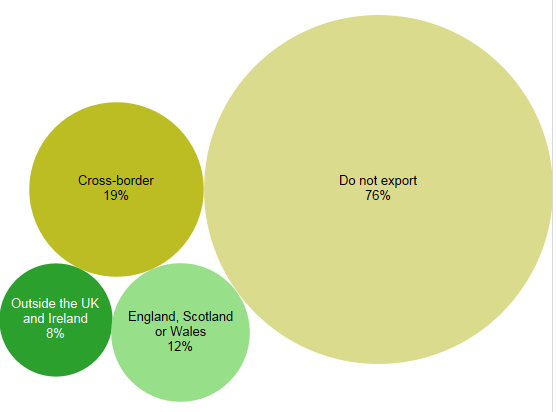 Cross-border
19%
Do not export
76%
Outside the UK
and Ireland
8%
England, Scotland
or Wales
12%